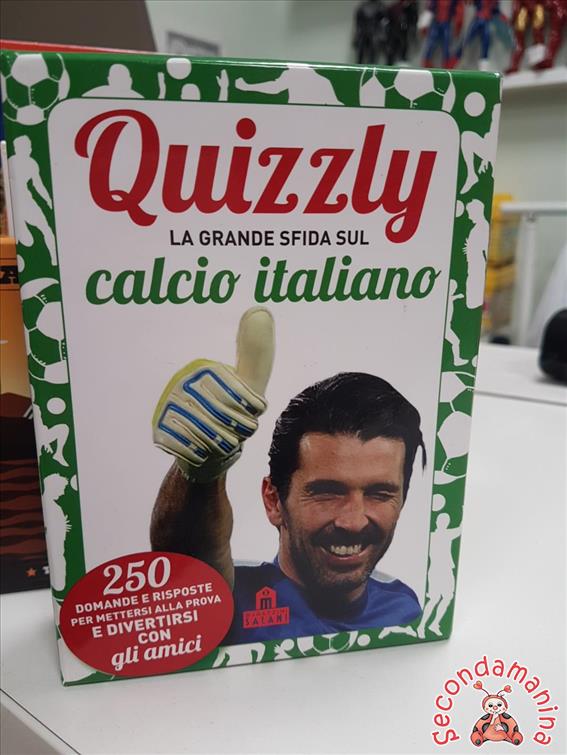 Quizzly
LA GRANDE SFIDA SUL
calcio italiano
250
DOMANDE E RISPOSTE
PER METTERSI ALLA PROVA
E DIVERTIRSI
CON
gli amici
MAGAZZINI
SALANI
Secondamanina